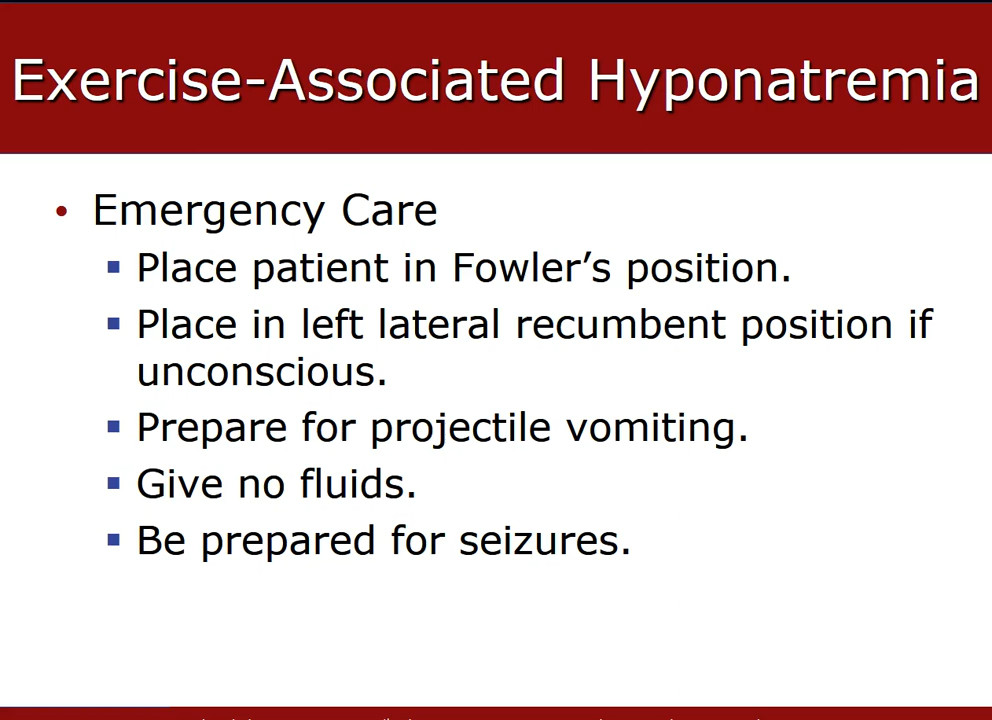 Exercise-Associated Hyponatremia
• Emergency Care
▪ Place patient in Fowler’s position.
▪ Place in left lateral recumbent position if
unconscious.
▪ Prepare for projectile vomiting.
▪ Give no fluids.
▪ Be prepared for seizures.